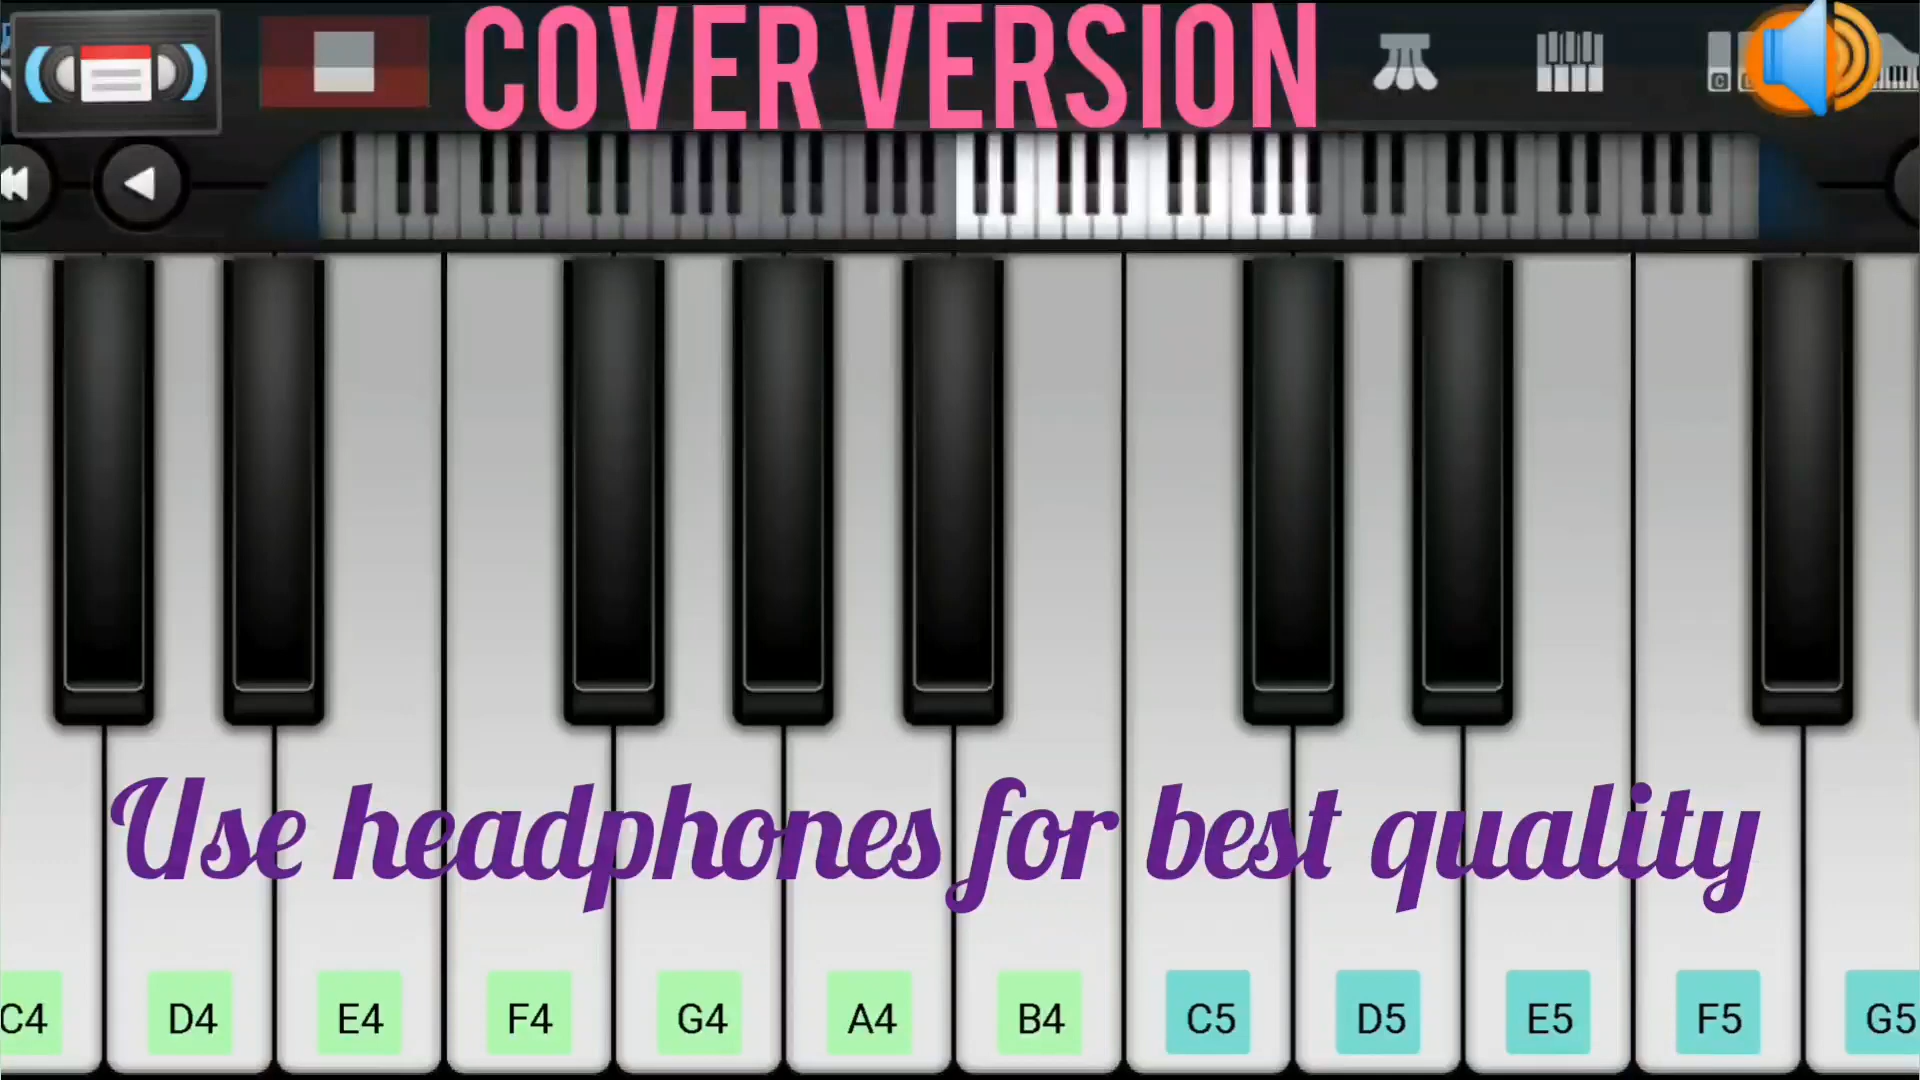 COVER VERSION
Use headphones for best quality
C4 D4 E4 F4 G4 A4 B4 C5 D5 E5 F5 G5